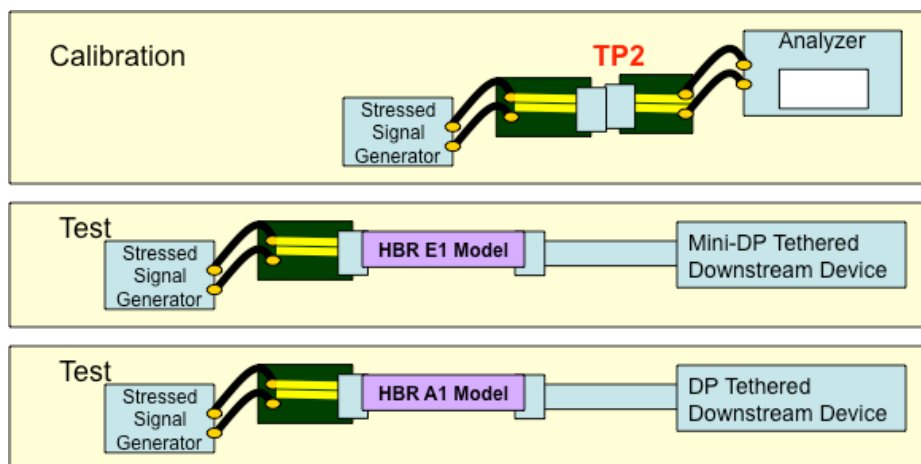 Calibration
TP2
Analyzer
Stressed
Signal
Generator
Test
Stressed
Signal
Generator
HBR E1 Model
Mini-DP Tethered
Downstream Device
Test
Stressed
Signal
Generator
HBR A1 Model
DP Tethered
Downstream Device